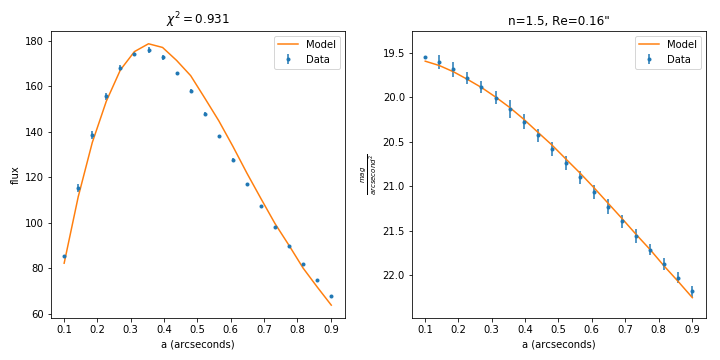 χ² = 0.931
flux
180
160
140
120
100
80
60
0.1 0.2 0.3 0.4 0.5 0.6 0.7 0.8 0.9
a (arcseconds)
Model
Data
n=1.5, Re=0.16"
mag
arcsecond²
19.5
20.0
20.5
21.0
21.5
22.0
0.1 0.2 0.3 0.4 0.5 0.6 0.7 0.8 0.9
a (arcseconds)
Model
Data